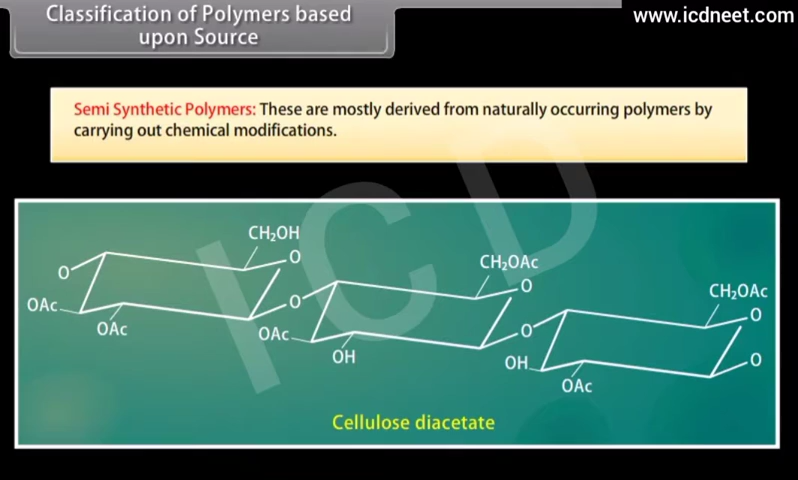 Classification of Polymers based
upon Source
www.icdneet.com
Semi Synthetic Polymers: These are mostly derived from naturally occurring polymers by
carrying out chemical modifications.
ICD
CH₂OH
O
O
OAc
OAc
O
CH₂OAc
O
OAc
OH
O
CH₂OAc
O
OH
OAc
O
Cellulose diacetate